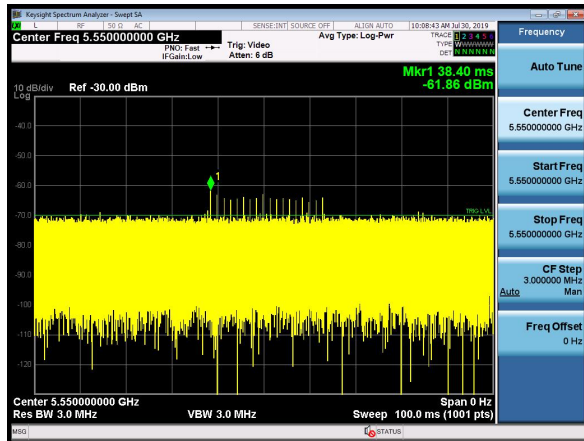 Keysight Spectrum Analyzer - Swept SA
L RF 50 Ω AC SENSE:INT SOURCE OFF ALIGN AUTO 10:08:43 AM Jul 30, 2019
Center Freq 5.550000000 GHz
PNO: Fast
IFGain:Low
Trig: Video
Atten: 6 dB
Avg Type: Log-Pwr
TRACE 1 2 3 4 5 6
TYPE WWWWWW
DET N N N N N N
Mkr1 38.40 ms
-61.86 dBm
10 dB/div Ref -30.00 dBm
Log
-40.0
-50.0
-60.0
-70.0
-80.0
-90.0
-100
-110
-120
1
TRIG LVL
Center 5.550000000 GHz Span 0 Hz
Res BW 3.0 MHz VBW 3.0 MHz Sweep 100.0 ms (1001 pts)
MSG STATUS
Frequency
Auto Tune
Center Freq
5.550000000 GHz
Start Freq
5.550000000 GHz
Stop Freq
5.550000000 GHz
CF Step
3.000000 MHz
Auto Man
Freq Offset
0 Hz